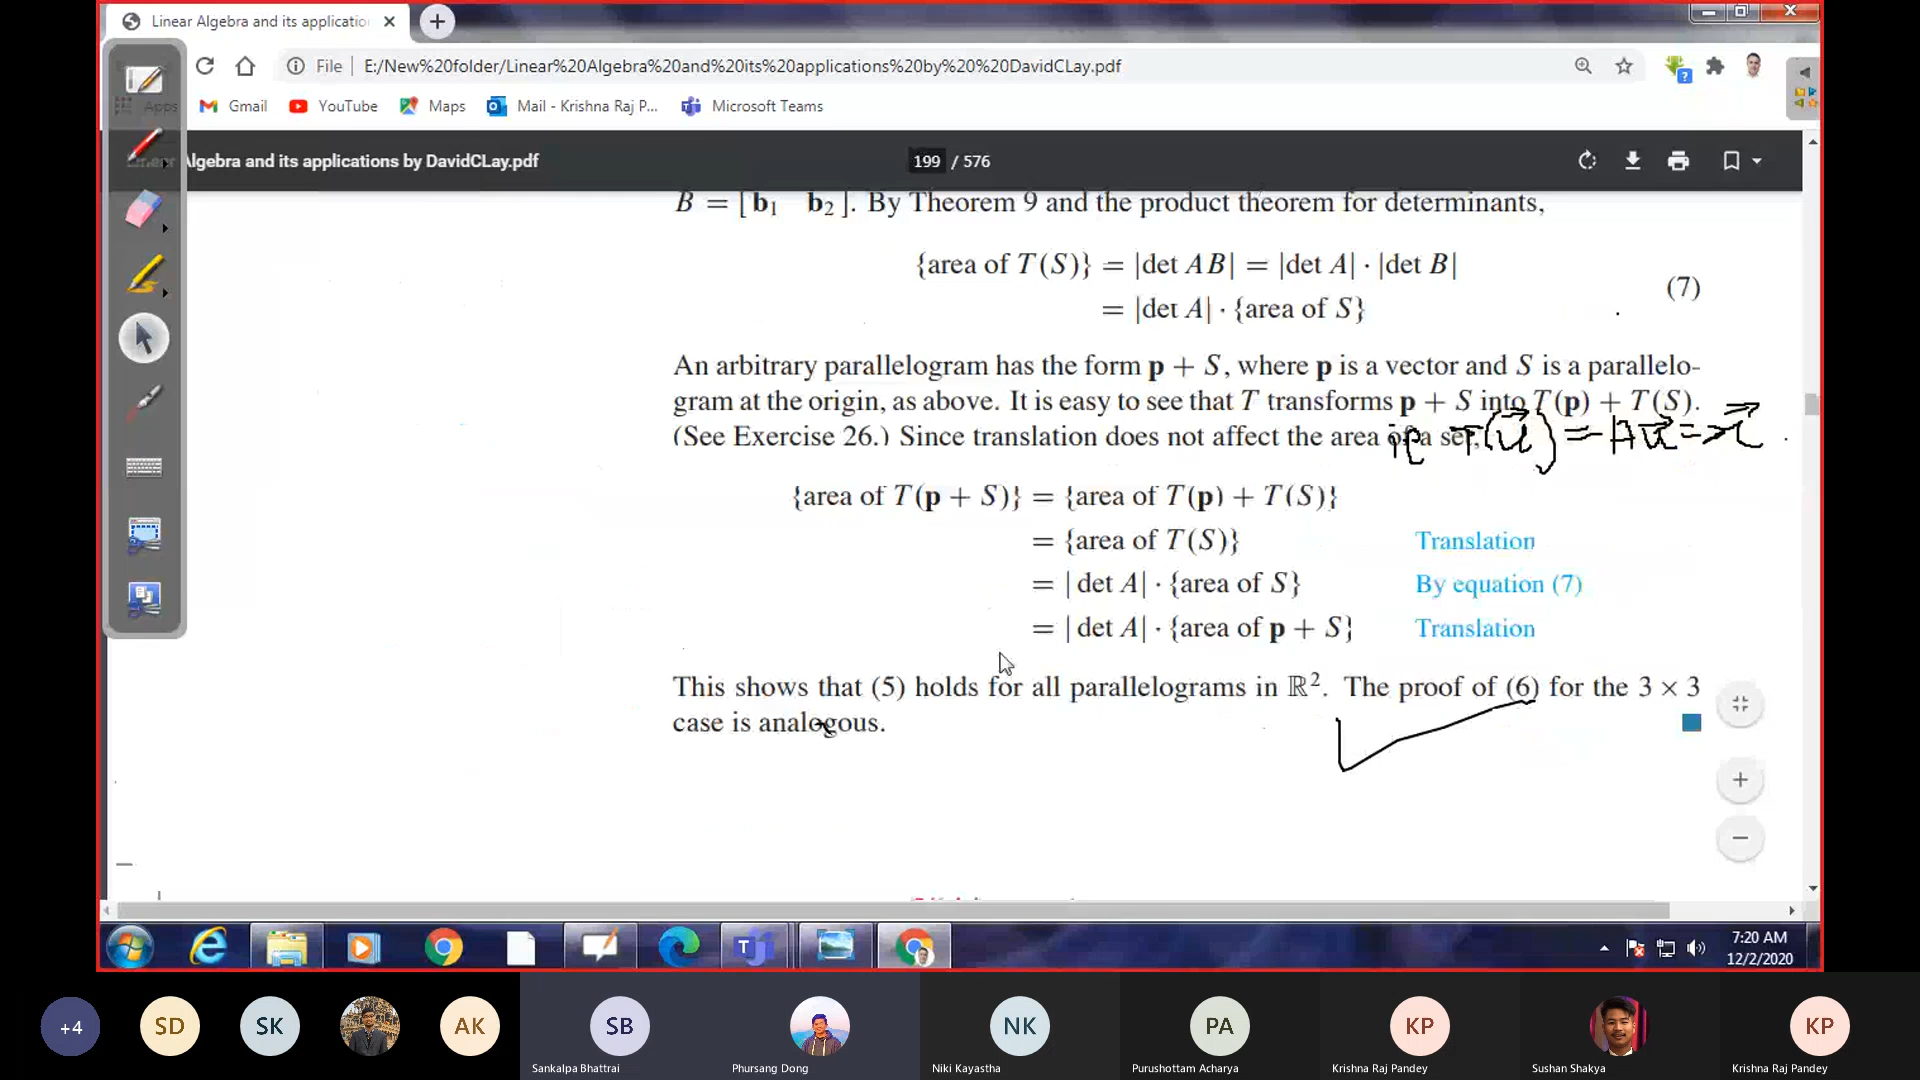 Linear Algebra and its applicatio
File | E:/New%20folder/Linear%20Algebra%20and%20its%20applications%20by%20%20DavidCLay.pdf
Apps Gmail YouTube Maps Mail - Krishna Raj P... Microsoft Teams
Linear Algebra and its applications by DavidCLay.pdf 199 / 576
B = [ b₁ b₂ ]. By Theorem 9 and the product theorem for determinants,
{area of T(S)} = |det AB| = |det A| · |det B|
= |det A| · {area of S}
(7)
An arbitrary parallelogram has the form p + S, where p is a vector and S is a parallelo-
gram at the origin, as above. It is easy to see that T transforms p + S into T(p) + T(S).
(See Exercise 26.) Since translation does not affect the area of a set,
T(u⃗) = Au⃗ = x⃗
{area of T(p + S)} = {area of T(p) + T(S)}
= {area of T(S)} Translation
= | det A| · {area of S} By equation (7)
= | det A| · {area of p + S} Translation
This shows that (5) holds for all parallelograms in ℝ². The proof of (6) for the 3 × 3
case is analogous.
7:20 AM
12/2/2020
+4 SD SK AK SB NK PA KP KP
Sankalpa Bhattrai Phursang Dong Niki Kayastha Purushottam Acharya Krishna Raj Pandey Sushan Shakya Krishna Raj Pandey